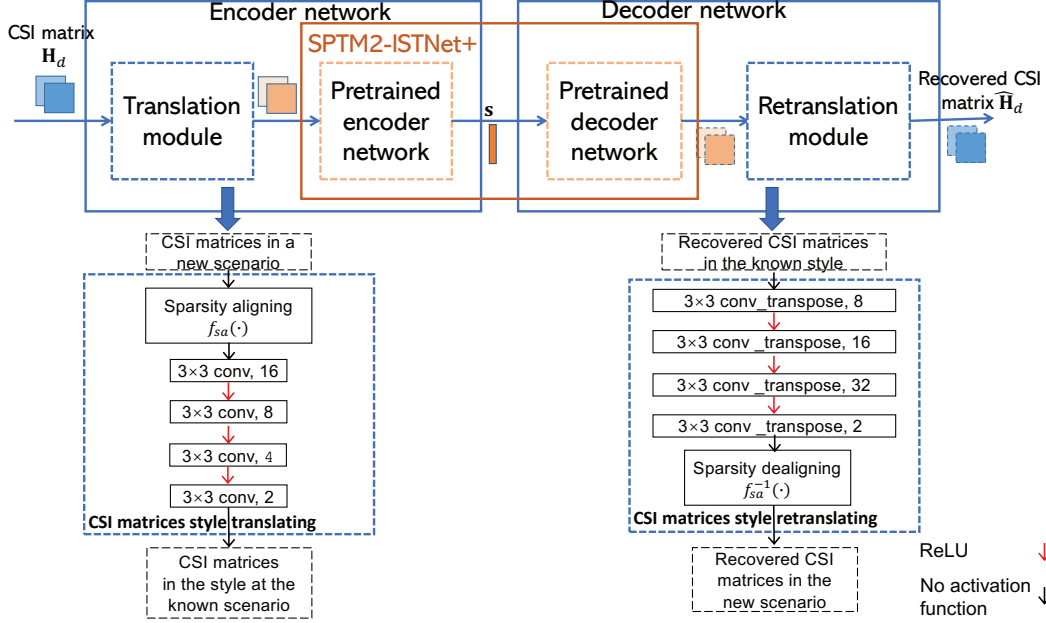 Encoder network
Decoder network
CSI matrix
𝐇𝑑
SPTM2-ISTNet+
Translation
module
Pretrained
encoder
network
𝐬
Pretrained
decoder
network
Retranslation
module
Recovered CSI
matrix 𝐇̂𝑑
CSI matrices in a
new scenario
Sparsity aligning
𝑓𝑠𝑎(·)
3×3 conv, 16
3×3 conv, 8
3×3 conv, 4
3×3 conv, 2
CSI matrices style translating
CSI matrices
in the style at the
known scenario
Recovered CSI matrices
in the known style
3×3 conv_transpose, 8
3×3 conv _transpose, 16
3×3 conv _transpose, 32
3×3 conv _transpose, 2
Sparsity dealigning
𝑓𝑠𝑎⁻¹(·)
CSI matrices style retranslating
Recovered CSI
matrices in the
new scenario
ReLU
No activation
function